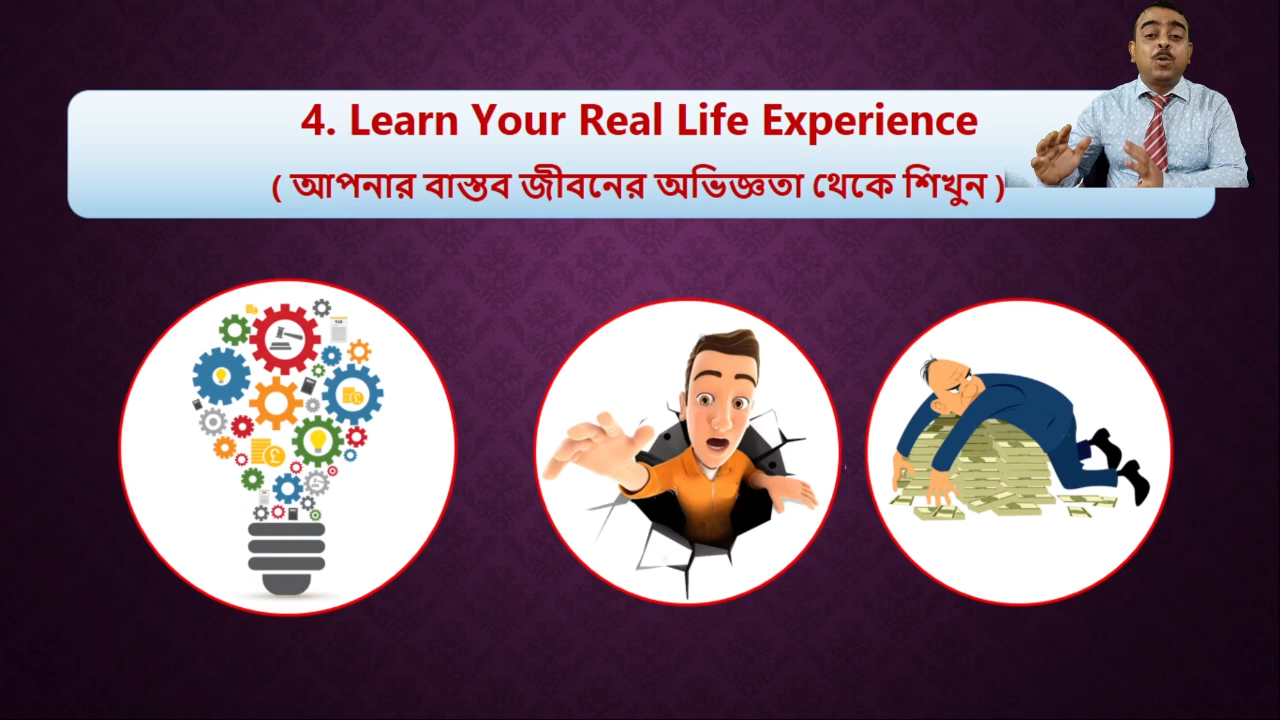 4. Learn Your Real Life Experience
( আপনার বাস্তব জীবনের অভিজ্ঞতা থেকে শিখুন )